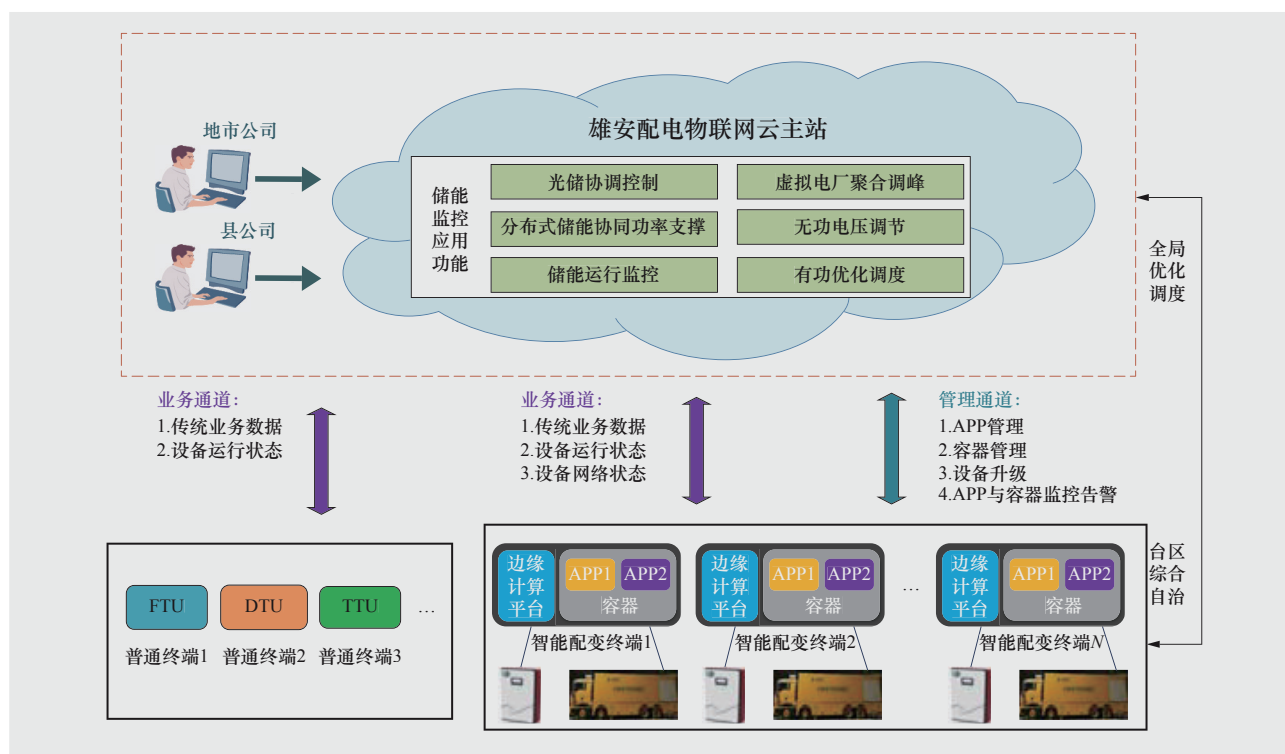 雄安配电物联网云主站
地市公司
县公司
储能
监控
应用
功能
光储协调控制
虚拟电厂聚合调峰
分布式储能协同功率支撑
无功电压调节
储能运行监控
有功优化调度
全局
优化
调度
业务通道：
1.传统业务数据
2.设备运行状态
业务通道：
1.传统业务数据
2.设备运行状态
3.设备网络状态
管理通道：
1.APP管理
2.容器管理
3.设备升级
4.APP与容器监控告警
FTU
DTU
TTU
…
普通终端1
普通终端2
普通终端3
边缘
计算
平台
APP1
APP2
容器
智能配变终端1
边缘
计算
平台
APP1
APP2
容器
智能配变终端2
…
边缘
计算
平台
APP1
APP2
容器
智能配变终端N
台区
综合
自治